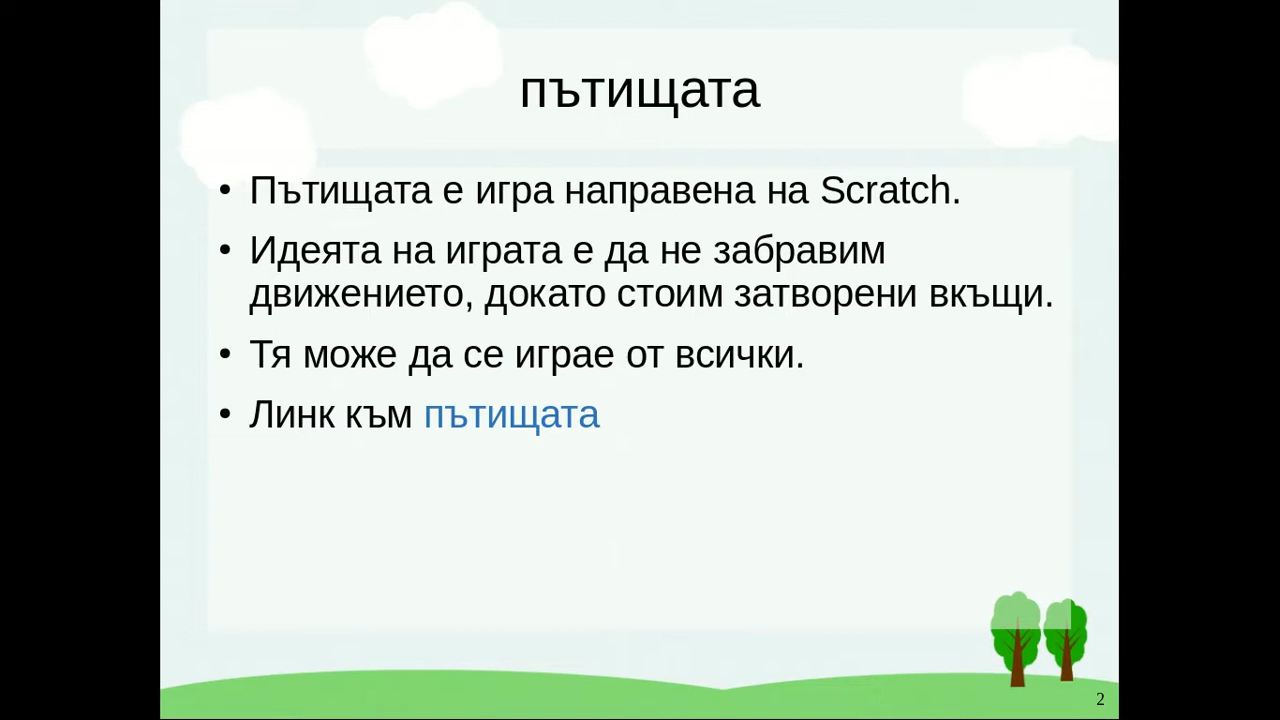 пътищата
• Пътищата е игра направена на Scratch.
• Идеята на играта е да не забравим
движението, докато стоим затворени вкъщи.
• Тя може да се играе от всички.
• Линк към пътищата
2